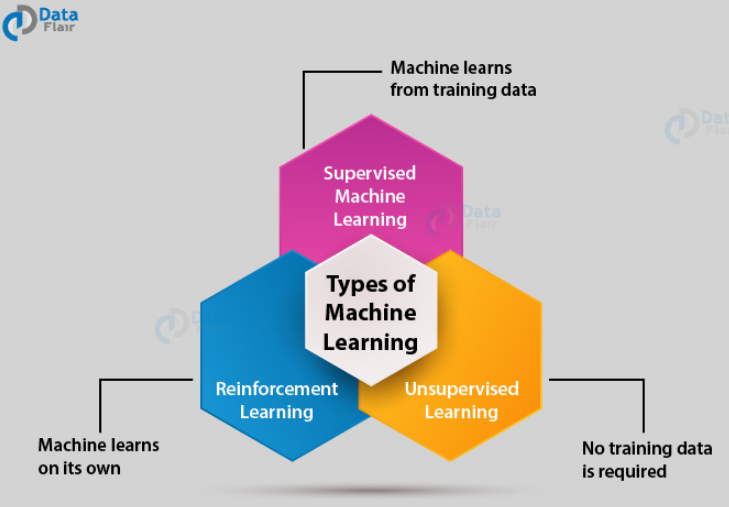 Data
Flair
Machine learns
from training data
Data
Flair
Supervised
Machine
Learning
Data
Flair
Types of
Machine
Learning
Reinforcement
Learning
Unsupervised
Learning
Machine learns
on its own
No training data
is required